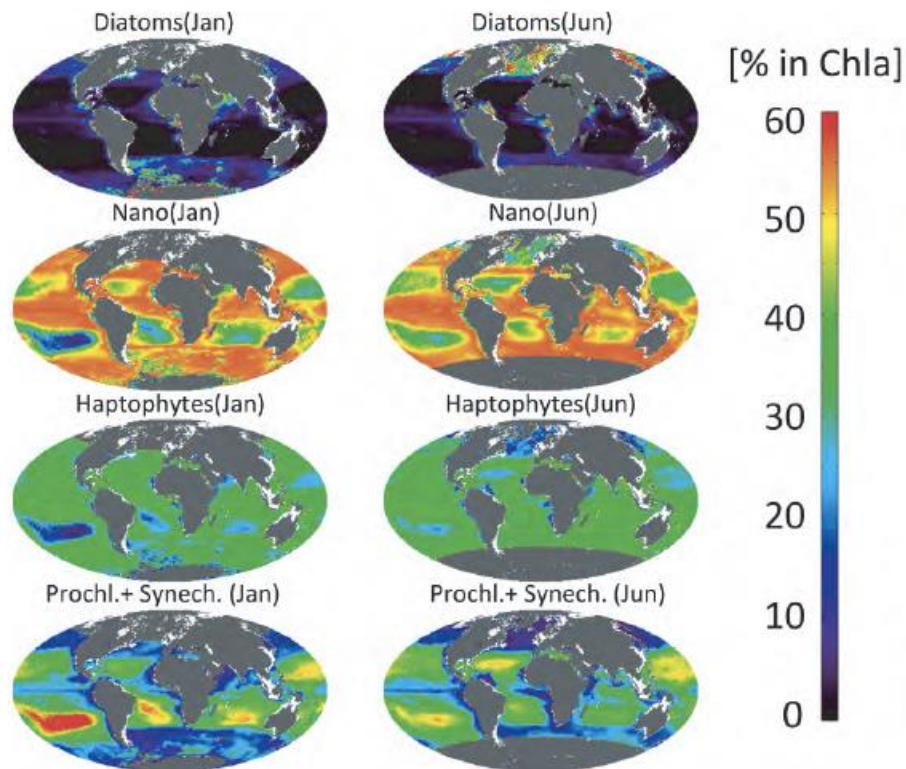 Diatoms(Jan)
Diatoms(Jun)
[% in Chla]
60
50
40
30
20
10
0
Nano(Jan)
Nano(Jun)
Haptophytes(Jan)
Haptophytes(Jun)
Prochl.+ Synech. (Jan)
Prochl.+ Synech. (Jun)